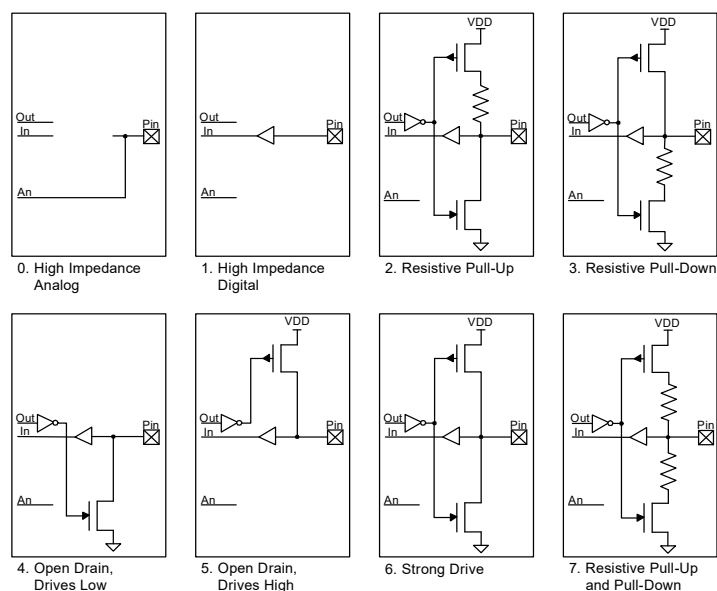 VDD
VDD
Out
In
Pin
An
0. High Impedance
Analog
Out
In
Pin
An
1. High Impedance
Digital
Out
In
Pin
An
2. Resistive Pull-Up
Out
In
Pin
An
3. Resistive Pull-Down
VDD
VDD
VDD
Out
In
Pin
An
4. Open Drain,
Drives Low
Out
In
Pin
An
5. Open Drain,
Drives High
Out
In
Pin
An
6. Strong Drive
Out
In
Pin
An
7. Resistive Pull-Up
and Pull-Down